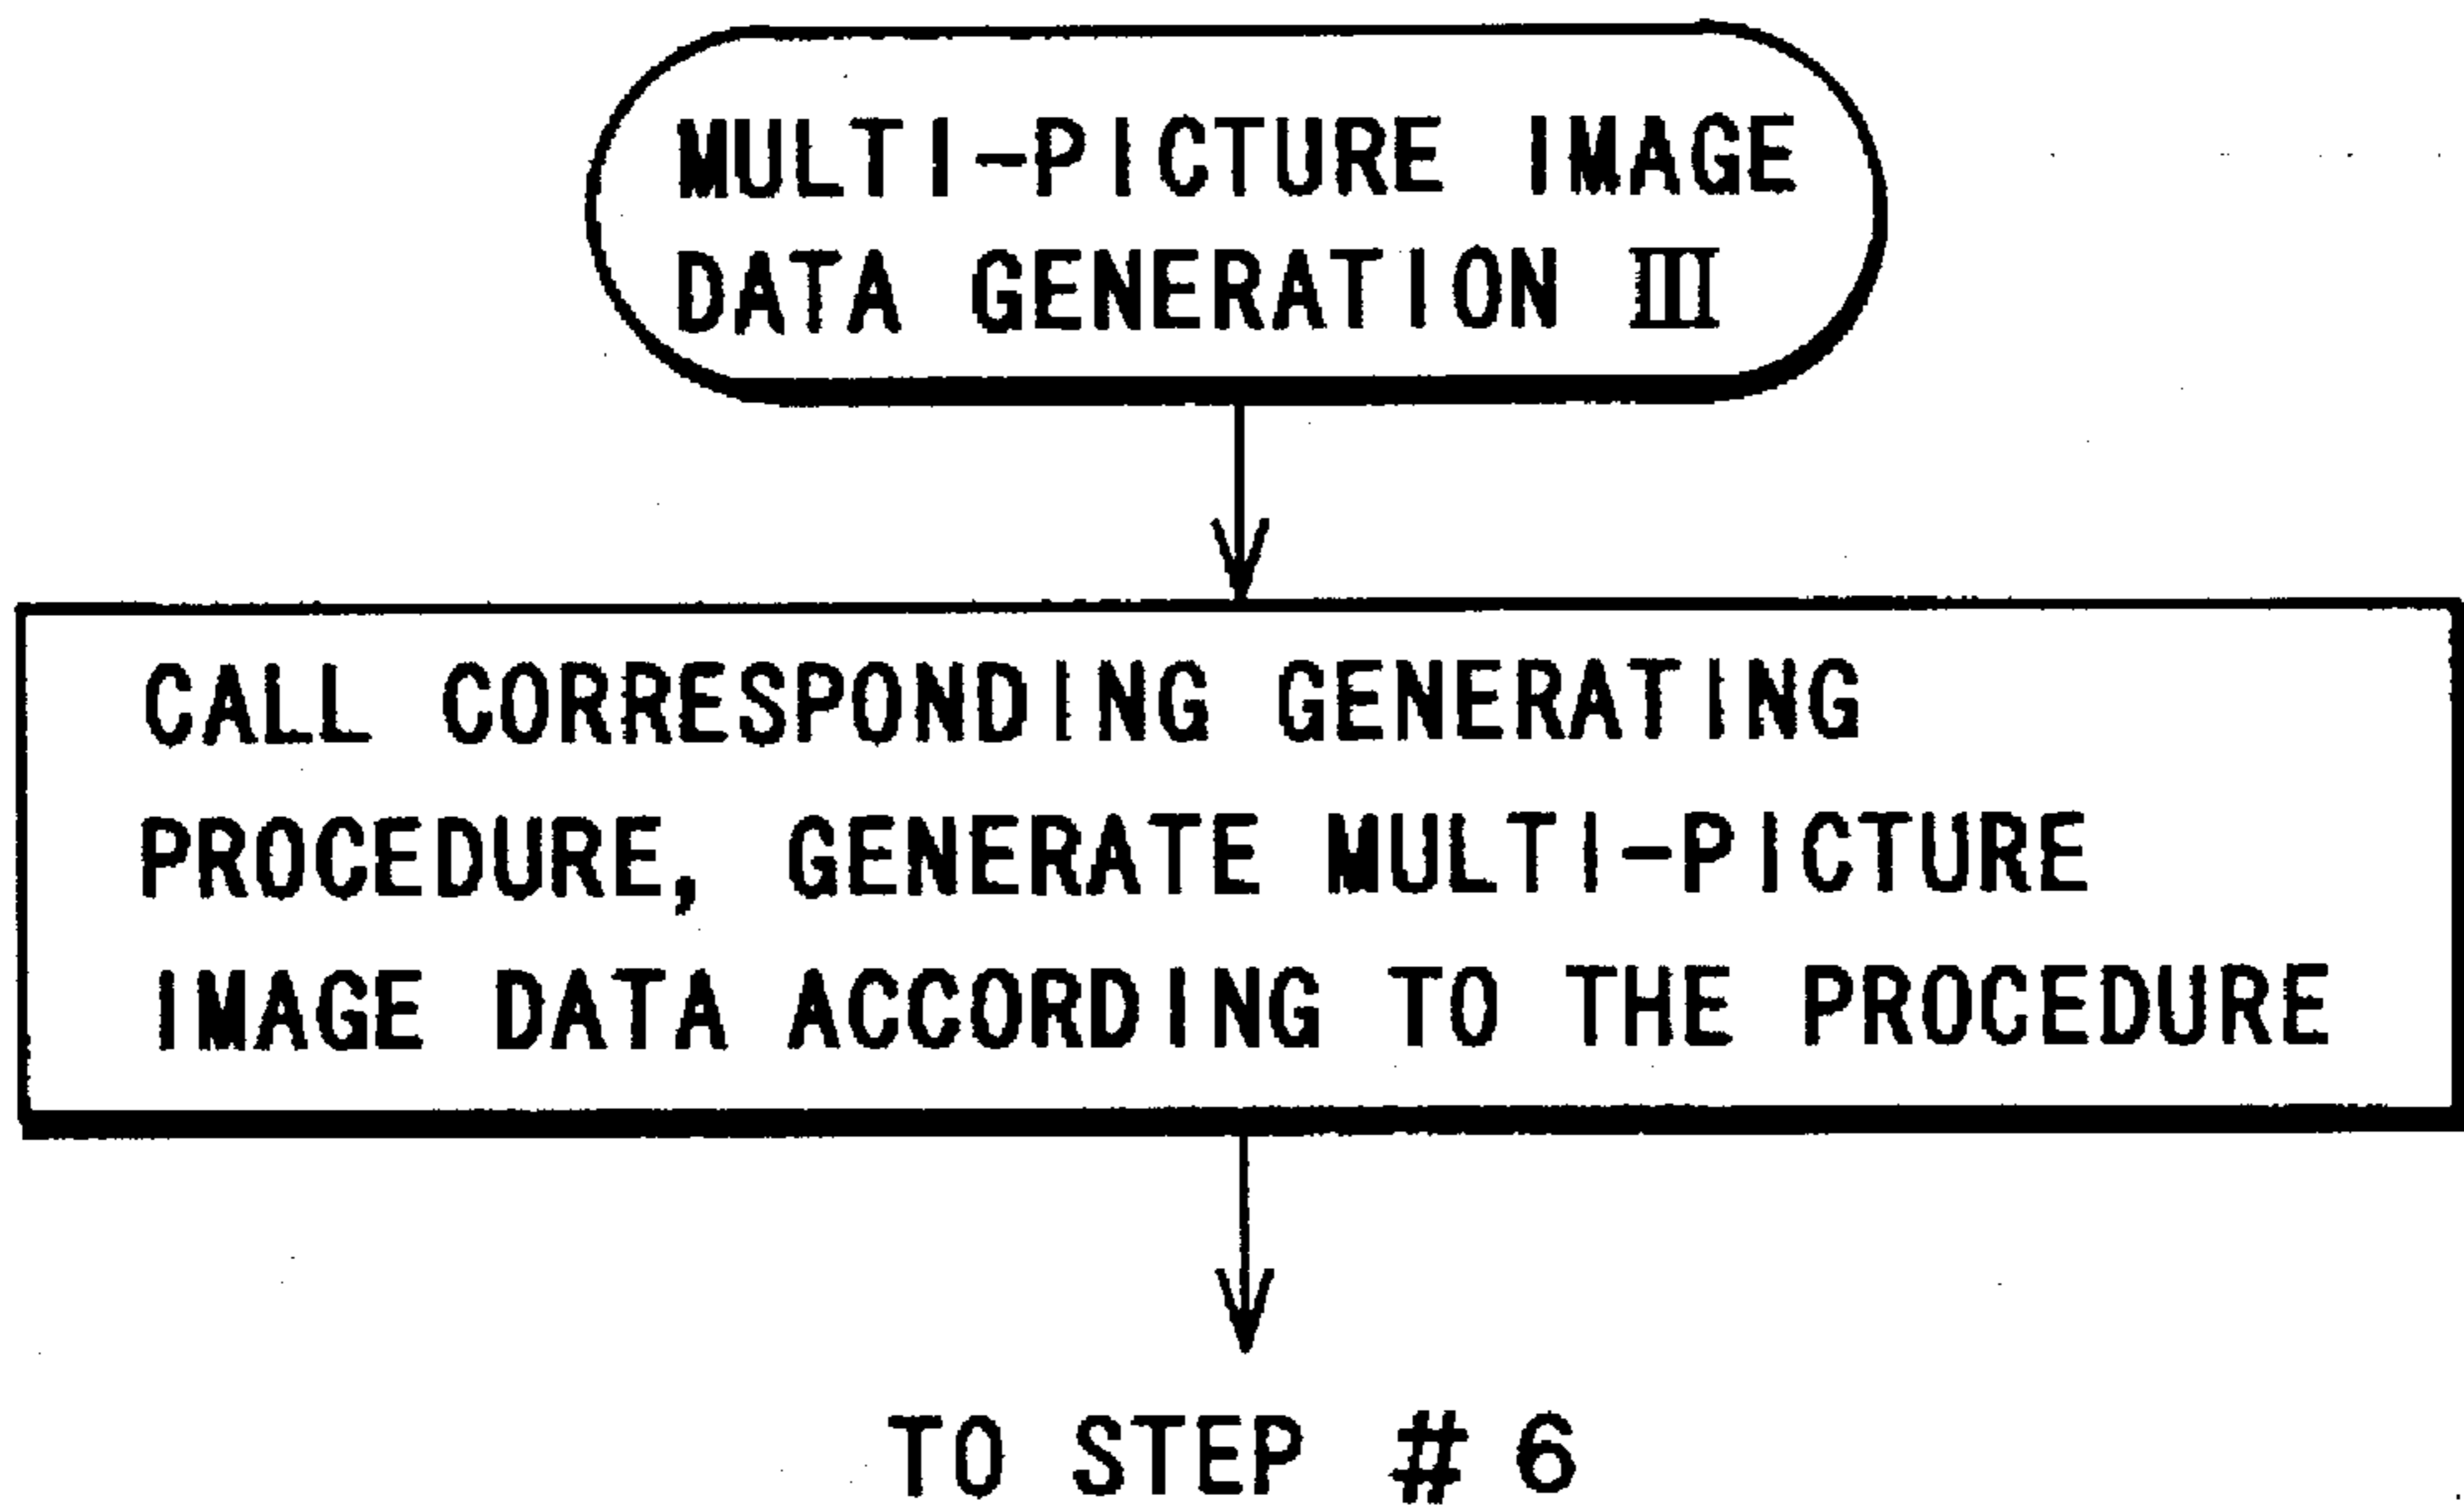 MULTI-PICTURE IMAGE
DATA GENERATION III
CALL CORRESPONDING GENERATING
PROCEDURE, GENERATE MULTI-PICTURE
IMAGE DATA ACCORDING TO THE PROCEDURE
TO STEP #6